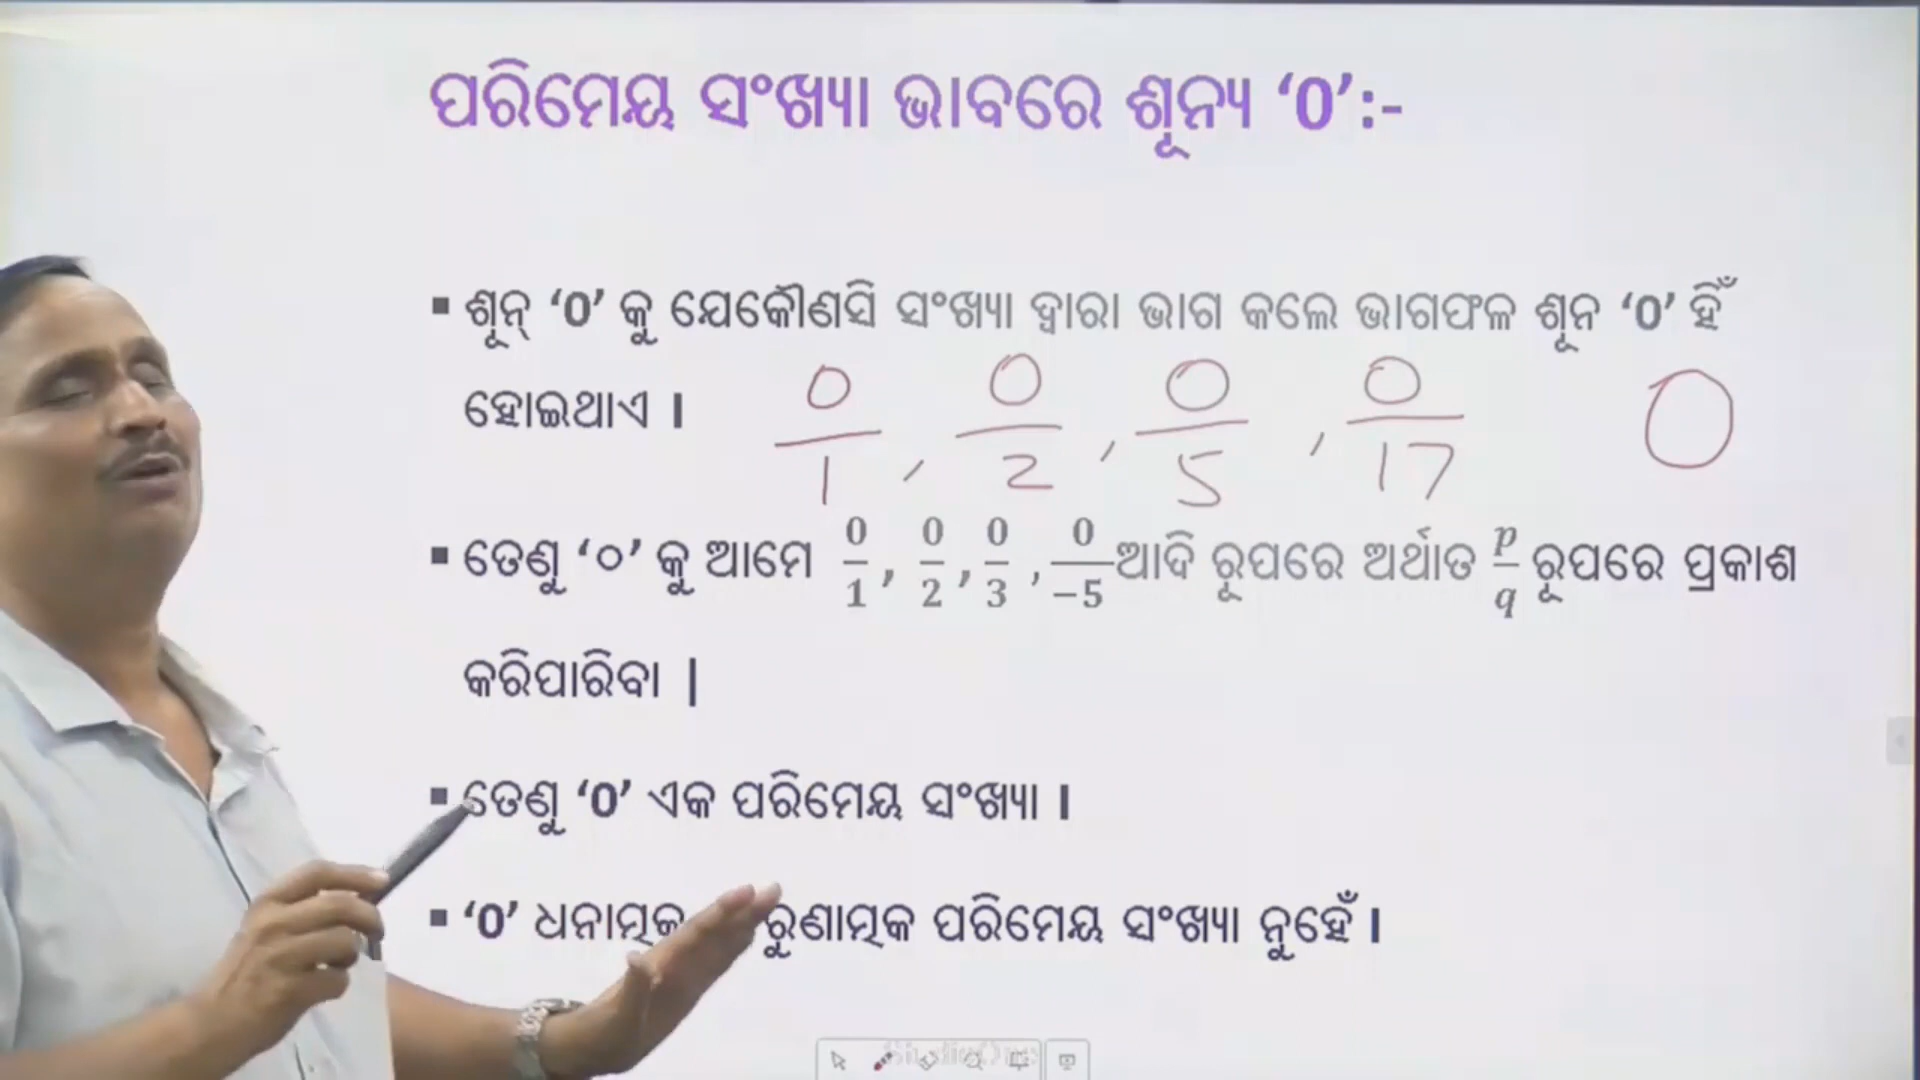 ପରିମେୟ ସଂଖ୍ୟା ଭାବରେ ଶୂନ୍ୟ ‘0’:-
▪ ଶୂନ୍ ‘0’ କୁ ଯେକୌଣସି ସଂଖ୍ୟା ଦ୍ୱାରା ଭାଗ କଲେ ଭାଗଫଳ ଶୂନ ‘0’ ହିଁ
ହୋଇଥାଏ ।
0/1 , 0/2 , 0/5 , 0/17 0
▪ ତେଣୁ ‘୦’ କୁ ଆମେ 0/1, 0/2, 0/3, 0/−5 ଆଦି ରୂପରେ ଅର୍ଥାତ p/q ରୂପରେ ପ୍ରକାଶ
କରିପାରିବା |
▪ ତେଣୁ ‘0’ ଏକ ପରିମେୟ ସଂଖ୍ୟା ।
▪ ‘0’ ଧନାତ୍ମକ ରୁଣାତ୍ମକ ପରିମେୟ ସଂଖ୍ୟା ନୁହେଁ ।